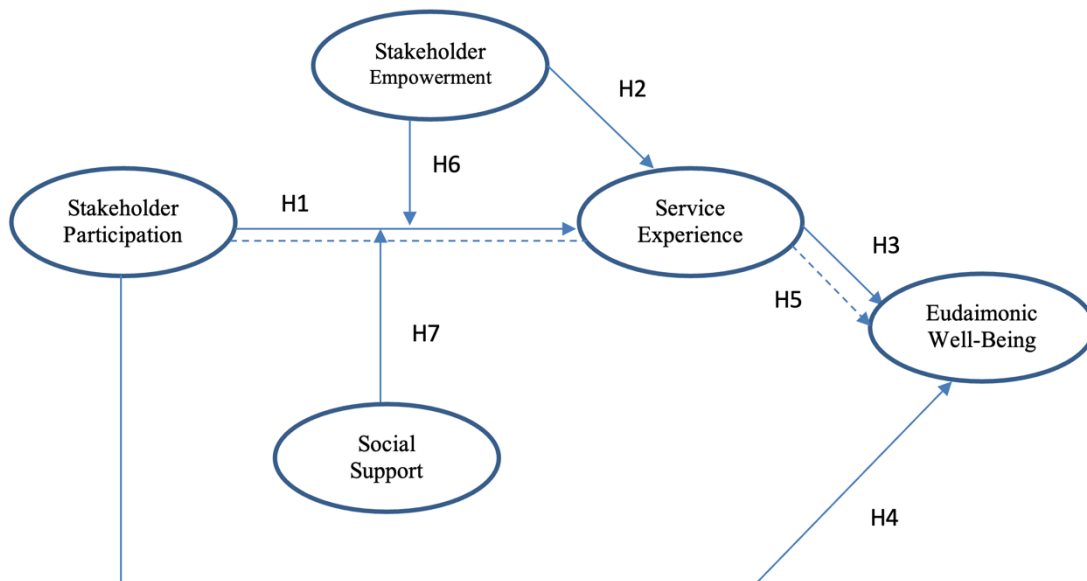 Stakeholder
Empowerment
H2
H6
Stakeholder
Participation
H1
Service
Experience
H3
H5
Eudaimonic
Well-Being
H7
Social
Support
H4